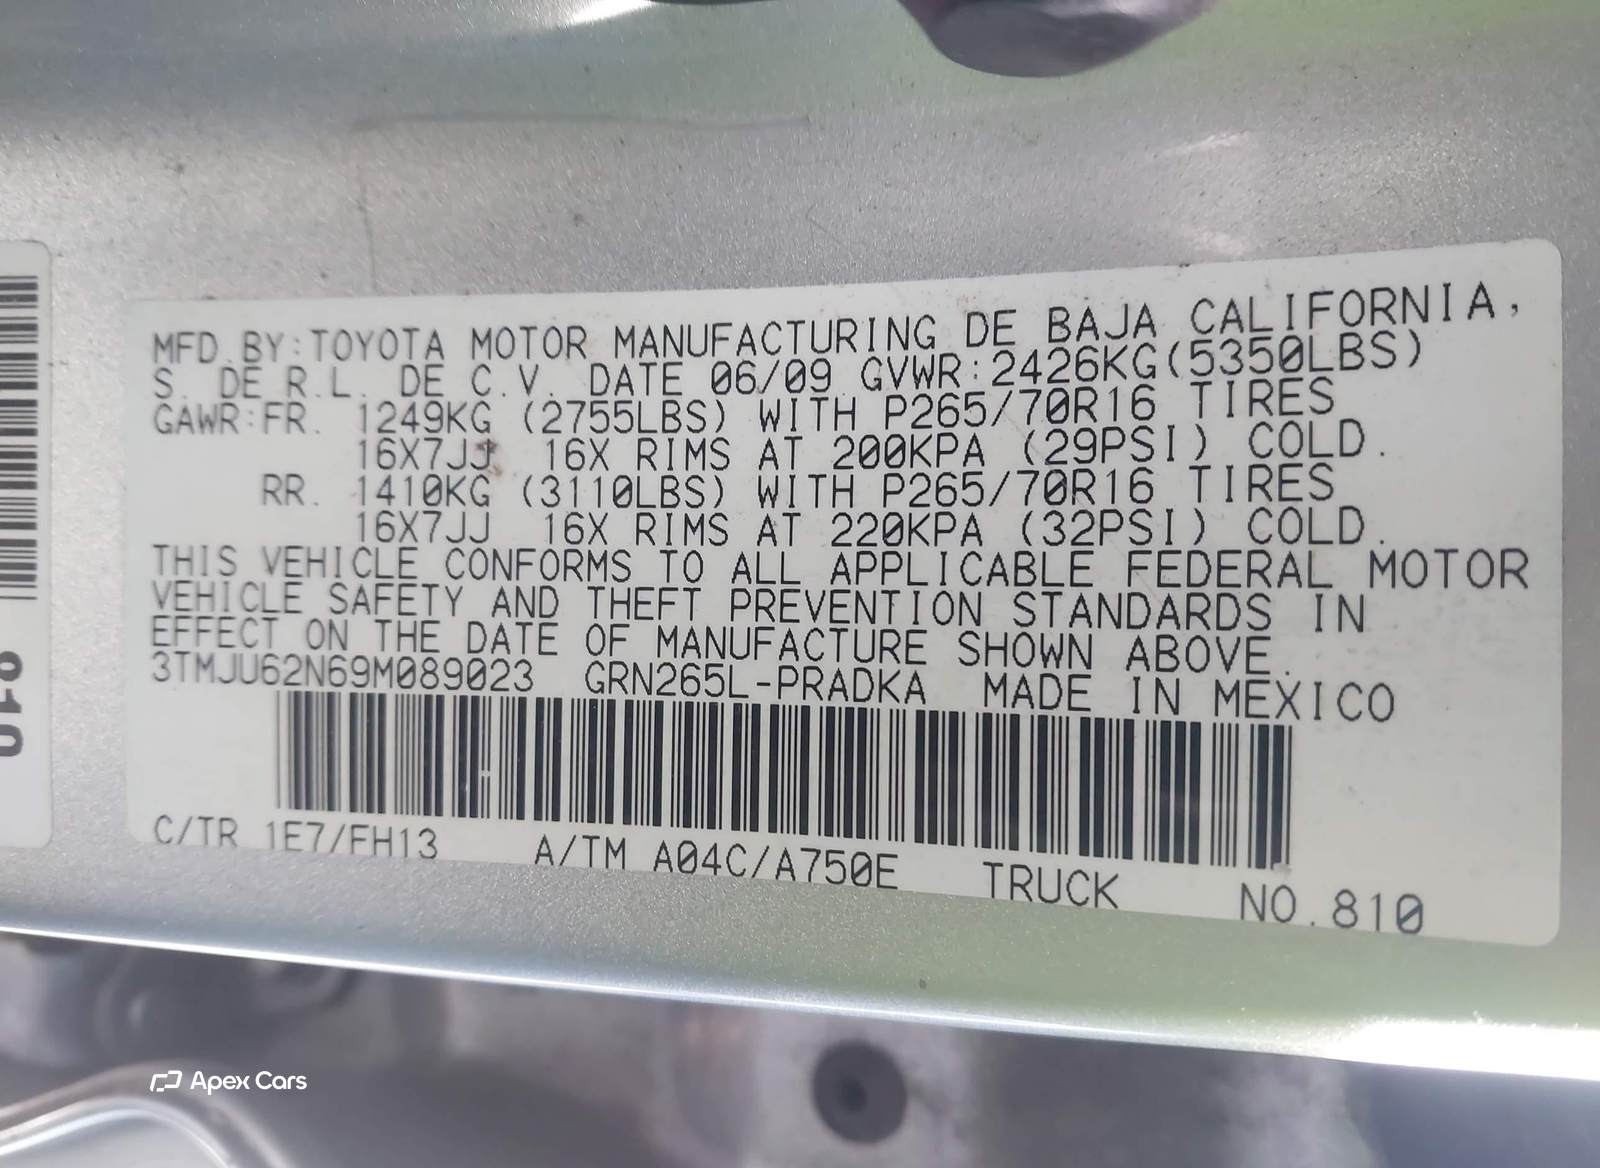 MFD.BY:TOYOTA MOTOR MANUFACTURING DE BAJA CALIFORNIA,
S. DE R.L. DE C.V. DATE 06/09 GVWR:2426KG(5350LBS)
GAWR:FR. 1249KG (2755LBS) WITH P265/70R16 TIRES
16X7JJ 16X RIMS AT 200KPA (29PSI) COLD.
RR. 1410KG (3110LBS) WITH P265/70R16 TIRES
16X7JJ 16X RIMS AT 220KPA (32PSI) COLD.
THIS VEHICLE CONFORMS TO ALL APPLICABLE FEDERAL MOTOR
VEHICLE SAFETY AND THEFT PREVENTION STANDARDS IN
EFFECT ON THE DATE OF MANUFACTURE SHOWN ABOVE.
3TMJU62N69M089023 GRN265L-PRADKA MADE IN MEXICO
C/TR 1E7/FH13 A/TM A04C/A750E TRUCK NO.810
810
Apex Cars